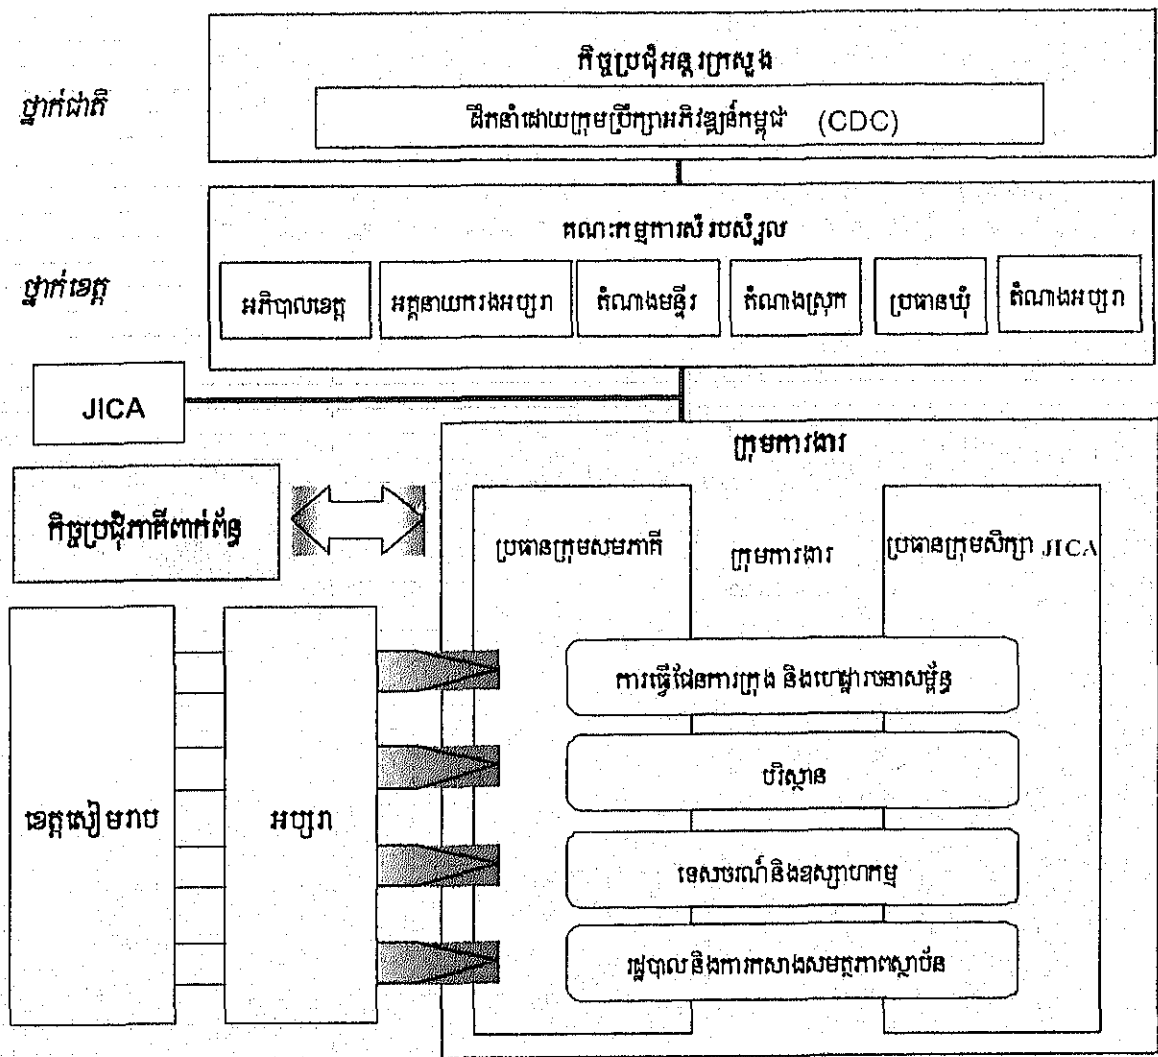 កិច្ចប្រជុំអន្តរក្រសួង
ថ្នាក់ជាតិ
ដឹកនាំដោយក្រុមប្រឹក្សាអភិវឌ្ឍន៍កម្ពុជា (CDC)
គណៈកម្មការសំរបសំរួល
ថ្នាក់ខេត្ត
អភិបាលខេត្ត
អគ្គនាយករងអប្សរា
តំណាងមន្ទីរ
តំណាងស្រុក
ប្រធានឃុំ
តំណាងអប្សរា
JICA
ក្រុមការងារ
កិច្ចប្រជុំភាគីពាក់ព័ន្ធ
ប្រធានក្រុមសមភាគី
ក្រុមការងារ
ប្រធានក្រុមសិក្សា JICA
ការធ្វើផែនការក្រុង និងហេដ្ឋារចនាសម្ព័ន្ធ
បរិស្ថាន
ខេត្តសៀមរាប
អប្សរា
ទេសចរណ៍និងឧស្សាហកម្ម
រដ្ឋបាលនិងការកសាងសមត្ថភាពស្ថាប័ន